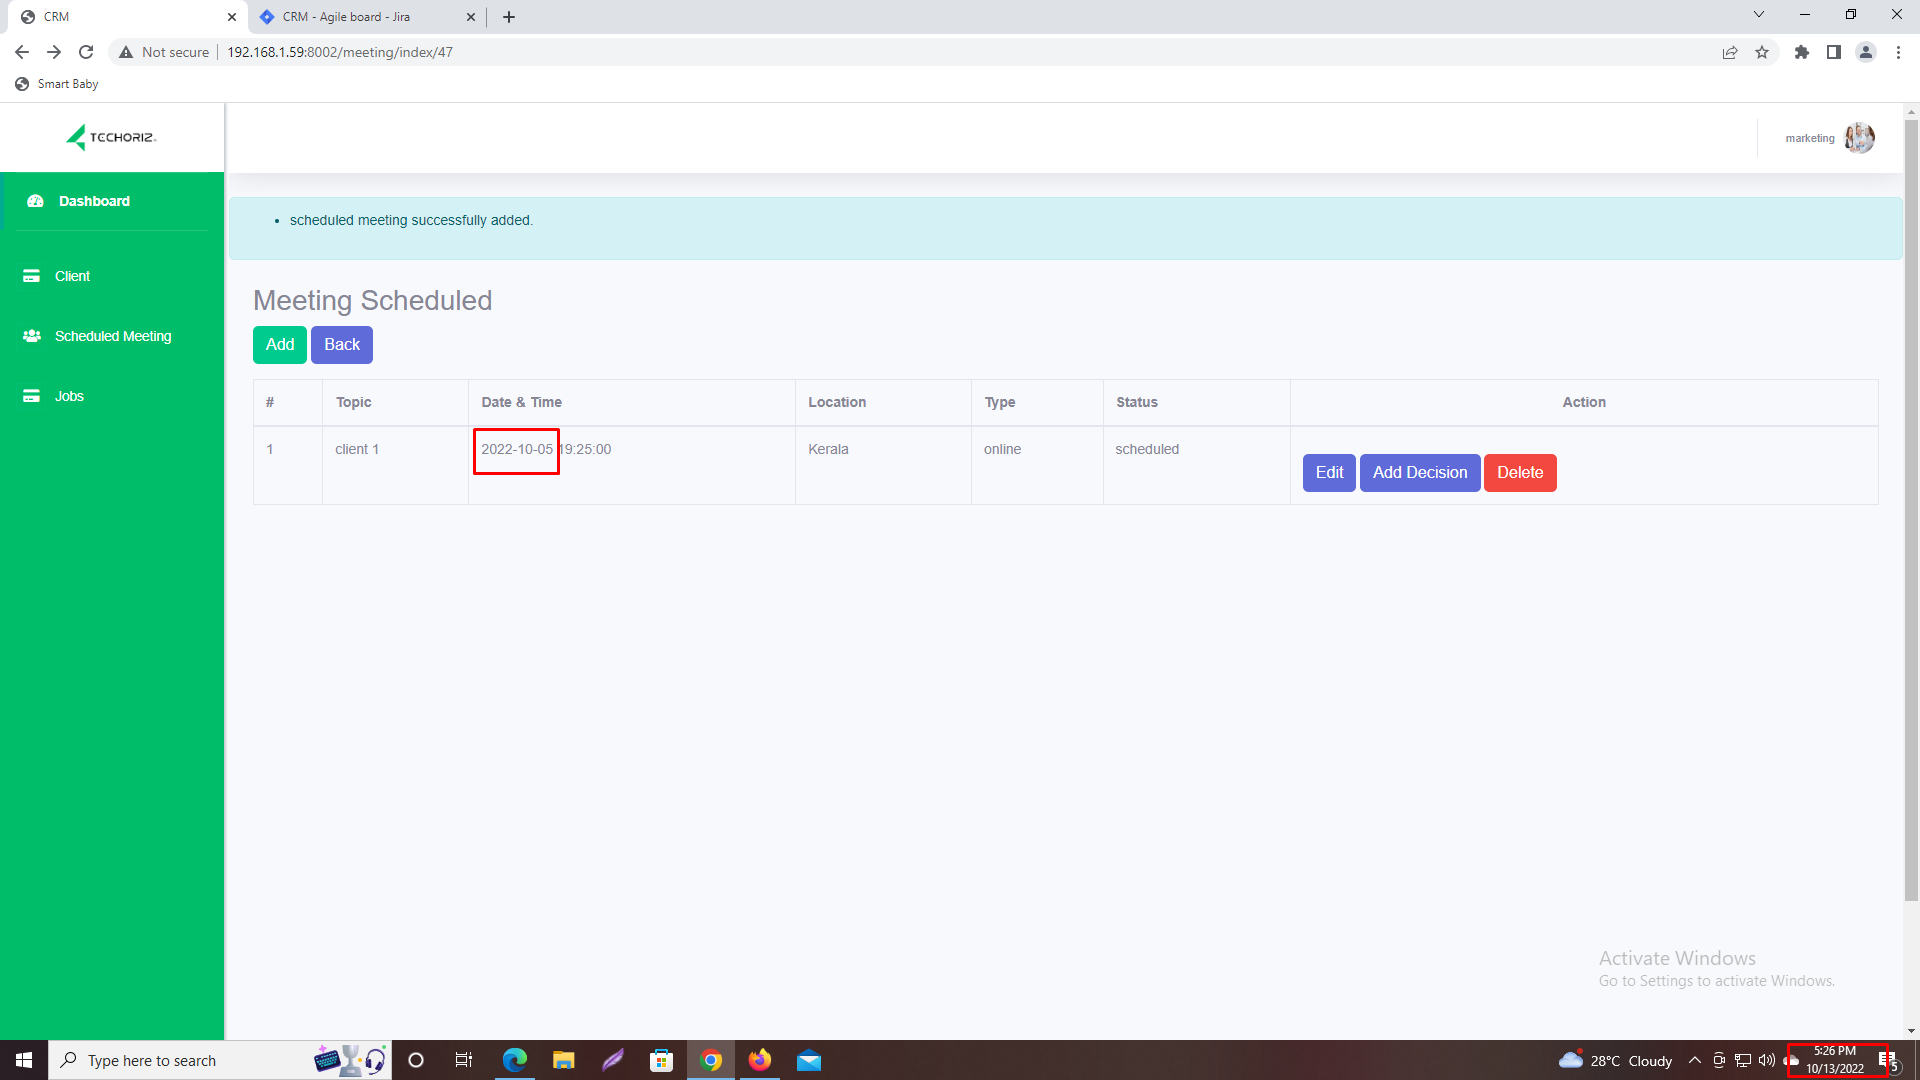 CRM
CRM - Agile board - Jira
Not secure
192.168.1.59:8002/meeting/index/47
Smart Baby
TECHORIZ
marketing
Dashboard
Client
Scheduled Meeting
Jobs
scheduled meeting successfully added.
Meeting Scheduled
Add Back
# Topic Date & Time Location Type Status Action
1 client 1 2022-10-05 19:25:00 Kerala online scheduled
Edit Add Decision Delete
Activate Windows
Go to Settings to activate Windows.
Type here to search
28°C Cloudy
5:26 PM
10/13/2022
5